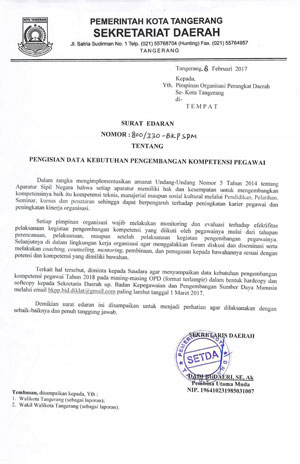 PEMERINTAH KOTA TANGERANG
SEKRETARIAT DAERAH
Jl. Satria Sudirman No. 1 Telp. (021) 55766704 (Hunting) Fax. (021) 55764957
TANGERANG
Tangerang, 8 Februari 2017
Kepada,
Yth. Pimpinan Organisasi Perangkat Daerah
Se- Kota Tangerang
di-
TEMPAT
SURAT EDARAN
NOMOR : 800/330-BKPSDM
TENTANG
PENGISIAN DATA KEBUTUHAN PENGEMBANGAN KOMPETENSI PEGAWAI
Dalam rangka mengimplementasikan amanat Undang-Undang Nomor 5 Tahun 2014 tentang
Aparatur Sipil Negara bahwa setiap aparatur memiliki hak dan kesempatan untuk mengembangkan
kompetensinya baik itu kompetensi teknis, manajerial maupun sosial kultural melalui Pendidikan, Pelatihan,
Seminar, kursus dan penataran sehingga dapat berpengaruh terhadap peningkatan karier pegawai dan
peningkatan kinerja organisasi.
Setiap pimpinan organisasi wajib melakukan monitoring dan evaluasi terhadap efektifitas
pelaksanaan kegiatan pengembangan kompetensi yang diikuti oleh pegawainya mulai dari tahapan
perencanaan, pelaksanaan, maupun setelah pelaksanaan kegiatan pengembangan pegawainya.
Selanjutnya di dalam lingkungan kerja organisasi agar menggalakkan forum diskusi dan diseminasi serta
melakukan coaching, counseling, mentoring, pembinaan, dan penugasan kepada bawahannya sesuai dengan
potensi dan kompetensi yang dimiliki bawahan.
Terkait hal tersebut, diminta kepada Saudara agar menyampaikan data kebutuhan pengembangan
kompetensi pegawai Tahun 2018 pada masing-masing OPD (format terlampir) dalam bentuk hardcopy dan
softcopy kepada Sekretaris Daerah up. Badan Kepegawaian dan Pengembangan Sumber Daya Manusia
melalui email bkpp.bid.diklat@gmail.com paling lambat tanggal 1 Maret 2017.
Demikian surat edaran ini disampaikan untuk menjadi perhatian agar dilaksanakan dengan
sebaik-baiknya dan penuh tanggung jawab.
SEKRETARIS DAERAH
SETDA
DADI BUDAERI, SE, Ak
Pembina Utama Muda
NIP. 196410231985031007
Tembusan, disampaikan kepada, Yth :
1. Walikota Tangerang (sebagai laporan);
2. Wakil Walikota Tangerang (sebagai laporan).